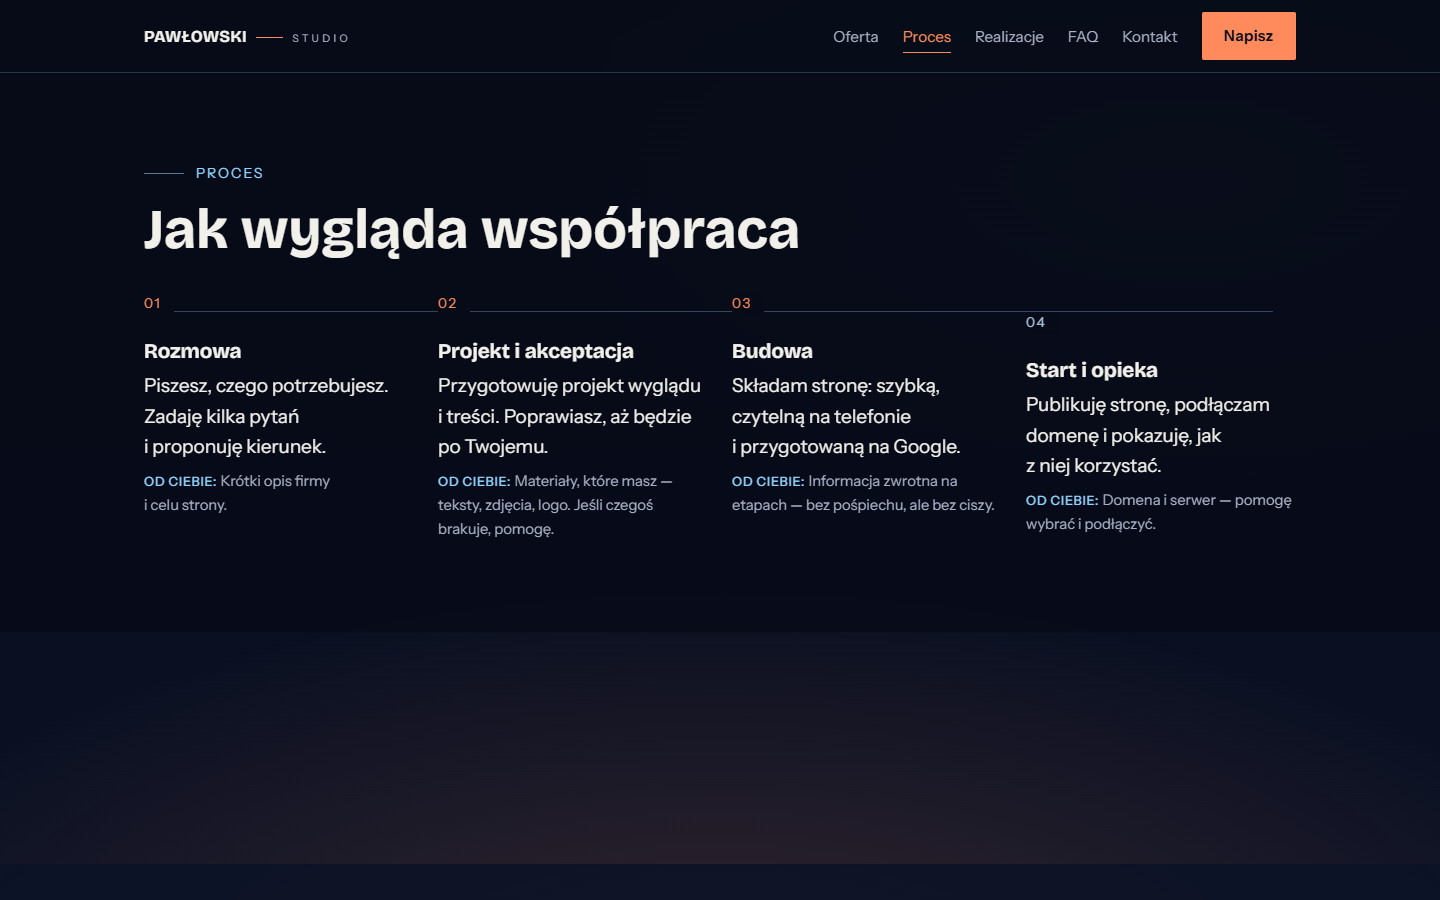 PAWŁOWSKI STUDIO
Oferta Proces Realizacje FAQ Kontakt Napisz
PROCES
Jak wygląda współpraca
01
Rozmowa
Piszesz, czego potrzebujesz.
Zadaję kilka pytań
i proponuję kierunek.
OD CIEBIE: Krótki opis firmy
i celu strony.
02
Projekt i akceptacja
Przygotowuję projekt wyglądu
i treści. Poprawiasz, aż będzie
po Twojemu.
OD CIEBIE: Materiały, które masz —
teksty, zdjęcia, logo. Jeśli czegoś
brakuje, pomogę.
03
Budowa
Składam stronę: szybką,
czytelną na telefonie
i przygotowaną na Google.
OD CIEBIE: Informacja zwrotna na
etapach — bez pośpiechu, ale bez ciszy.
04
Start i opieka
Publikuję stronę, podłączam
domenę i pokazuję, jak
z niej korzystać.
OD CIEBIE: Domena i serwer — pomogę
wybrać i podłączyć.